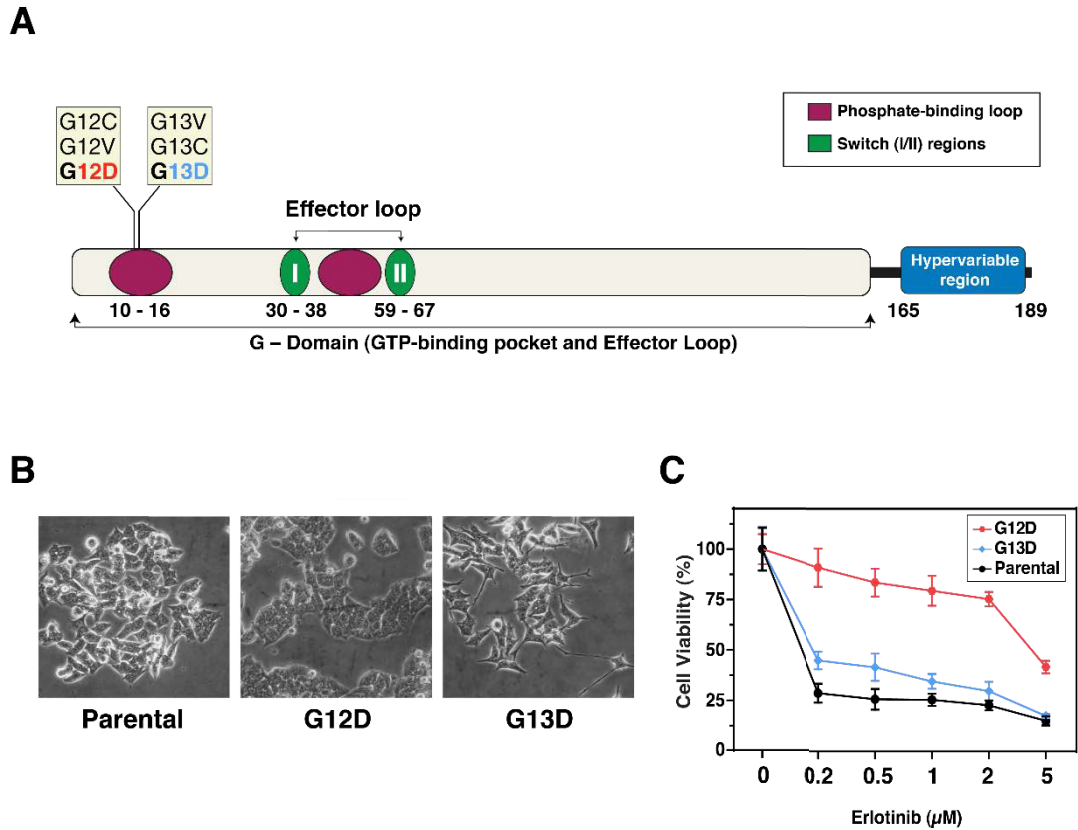 A
G12C
G12V
G12D
G13V
G13C
G13D
Phosphate-binding loop
Switch (I/II) regions
Effector loop
I
II
Hypervariable
region
10 - 16
30 - 38
59 - 67
165
189
G – Domain (GTP-binding pocket and Effector Loop)
B
Parental
G12D
G13D
C
G12D
G13D
Parental
Cell Viability (%)
100
75
50
25
0
0
0.2
0.5
1
2
5
Erlotinib (µM)